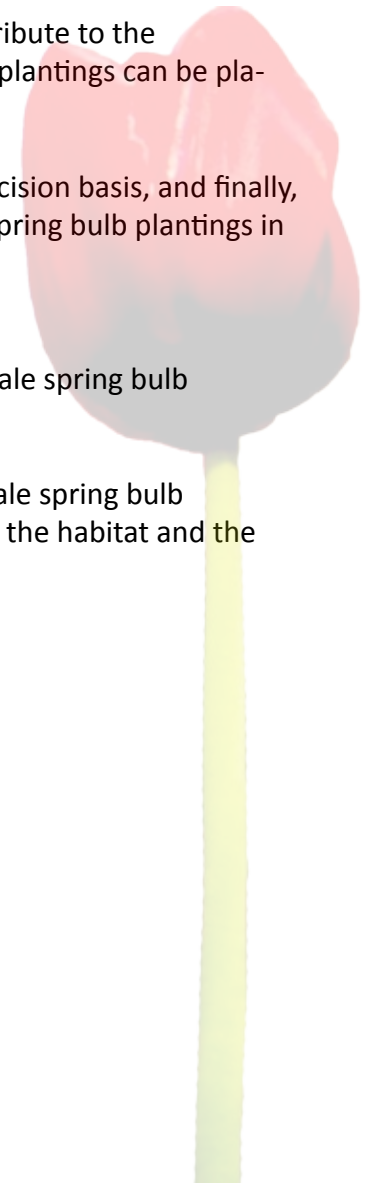 ribute to the
plantings can be pla-
cision basis, and finally,
pring bulb plantings in
ale spring bulb
ale spring bulb
the habitat and the